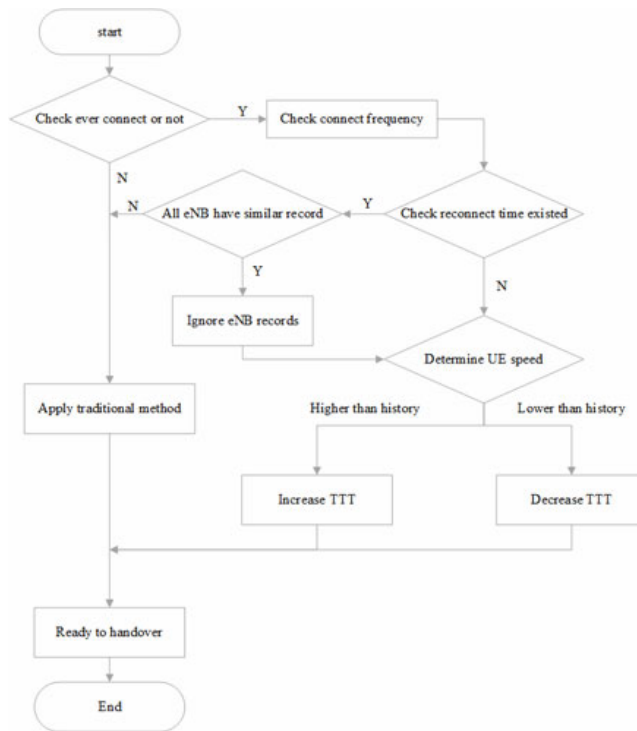 start
Check ever connect or not
Y
Check connect frequency
N
All eNB have similar record
N
Y
Check reconnect time existed
Y
N
Ignore eNB records
Determine UE speed
Apply traditional method
Higher than history
Lower than history
Increase TTT
Decrease TTT
Ready to handover
End